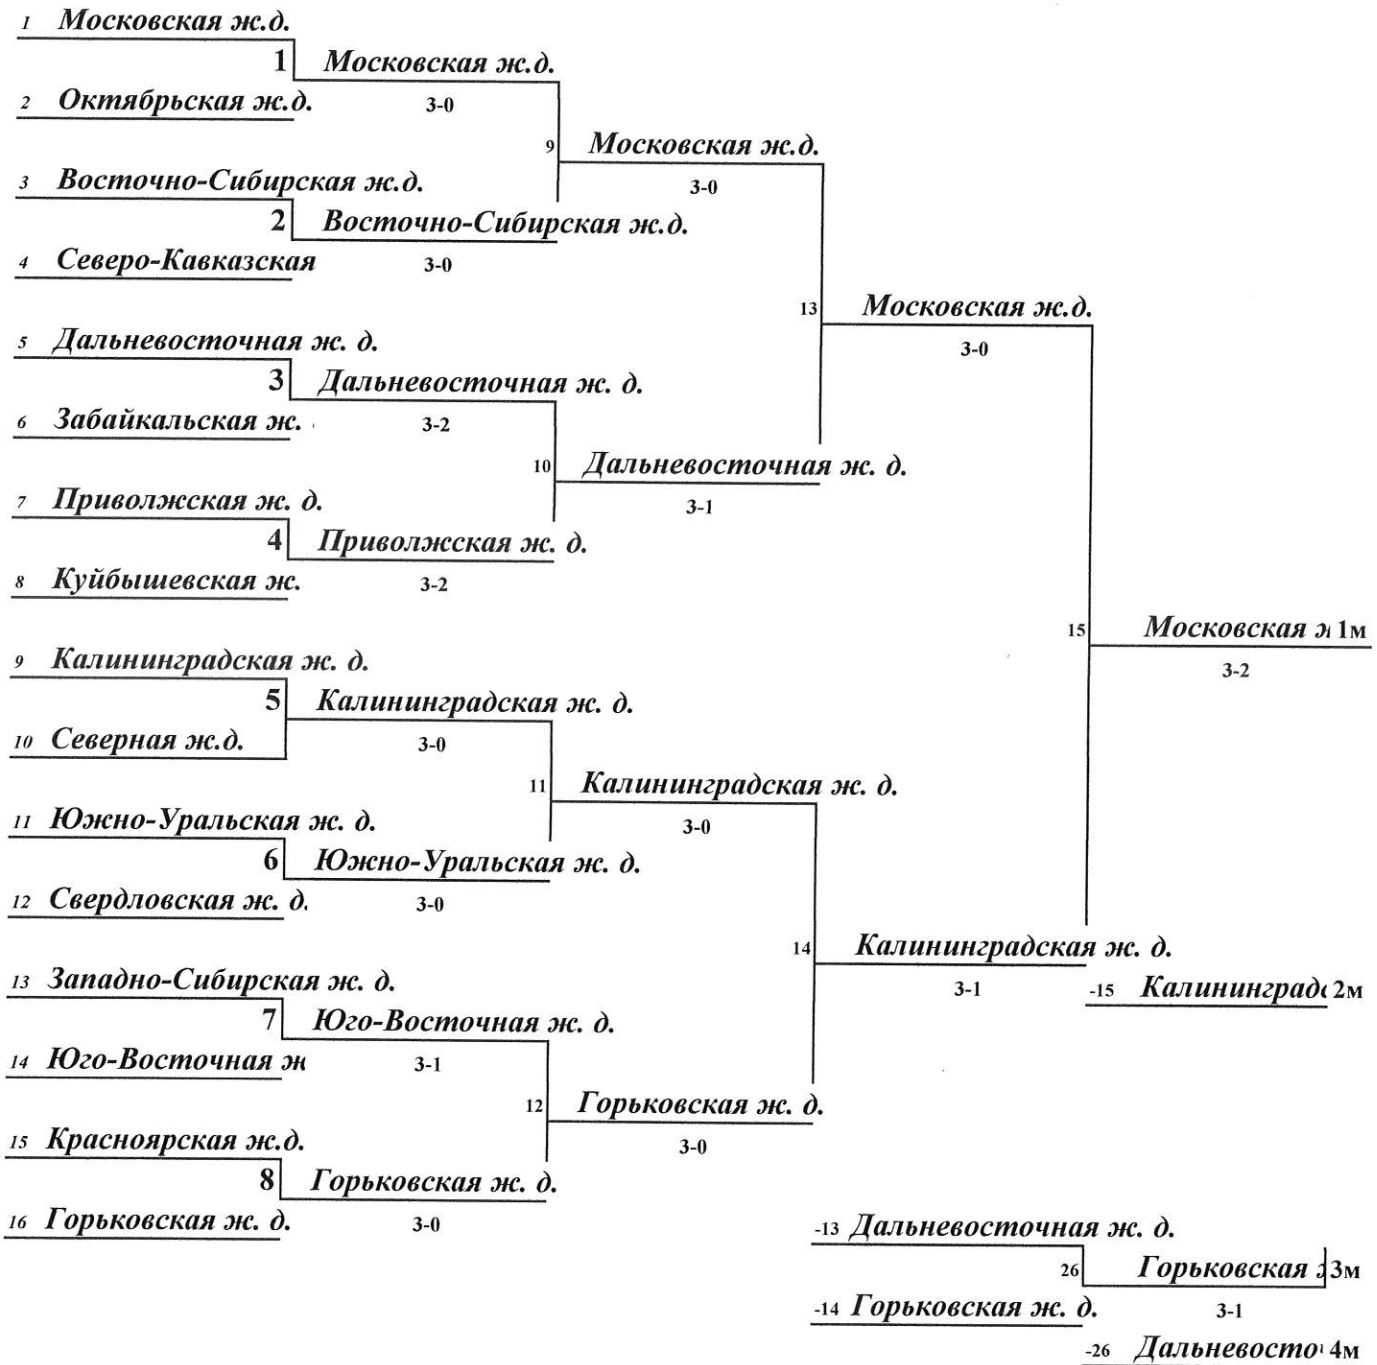 1 Московская ж.д.
1 Московская ж.д.
2 Октябрьская ж.д.
3-0
9 Московская ж.д.
3-0
3 Восточно-Сибирская ж.д.
2 Восточно-Сибирская ж.д.
4 Северо-Кавказская
3-0
13 Московская ж.д.
3-0
5 Дальневосточная ж. д.
3 Дальневосточная ж. д.
6 Забайкальская ж.
3-2
10 Дальневосточная ж. д.
3-1
7 Приволжская ж. д.
4 Приволжская ж. д.
8 Куйбышевская ж.
3-2
15 Московская 1м
3-2
9 Калининградская ж. д.
5 Калининградская ж. д.
10 Северная ж.д.
3-0
11 Калининградская ж. д.
3-0
11 Южно-Уральская ж. д.
6 Южно-Уральская ж. д.
12 Свердловская ж. д.
3-0
14 Калининградская ж. д.
3-1
-15 Калининград 2м
13 Западно-Сибирская ж. д.
7 Юго-Восточная ж. д.
14 Юго-Восточная ж
3-1
12 Горьковская ж. д.
3-0
15 Красноярская ж.д.
8 Горьковская ж. д.
16 Горьковская ж. д.
3-0
-13 Дальневосточная ж. д.
26 Горьковская 3м
-14 Горьковская ж. д.
3-1
-26 Дальневосто 4м